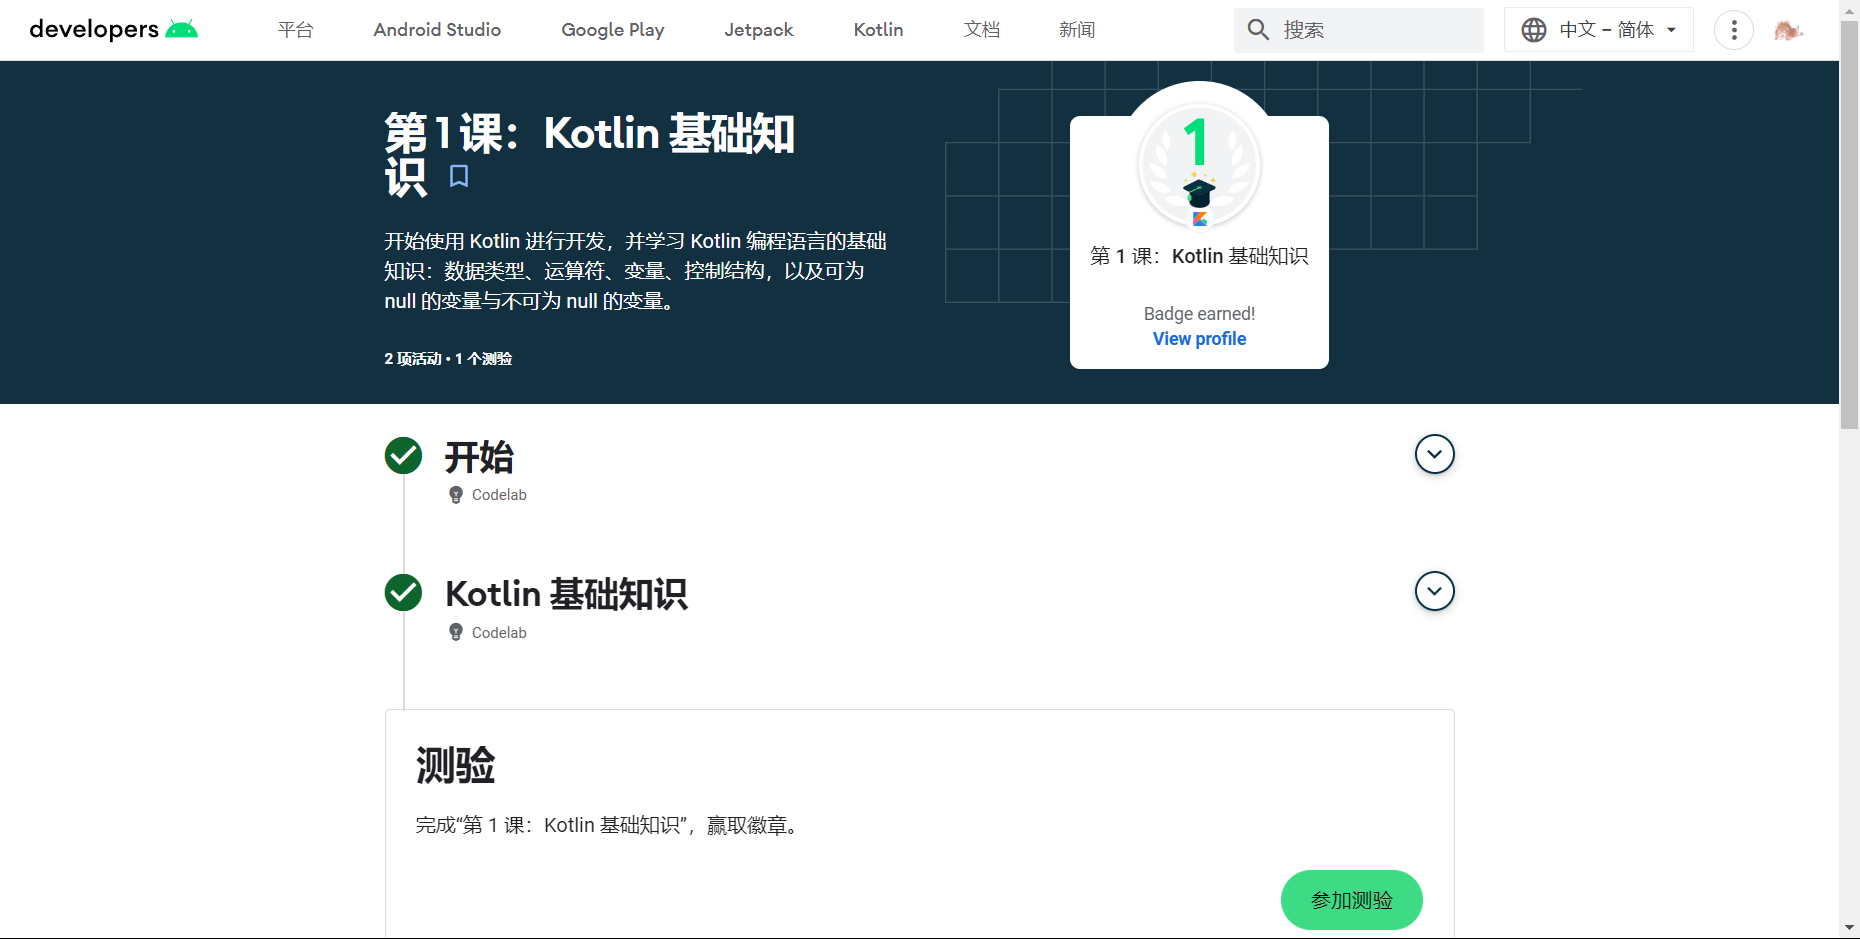 developers
平台
Android Studio
Google Play
Jetpack
Kotlin
文档
新闻
搜索
中文 – 简体
第 1 课：Kotlin 基础知
识
开始使用 Kotlin 进行开发，并学习 Kotlin 编程语言的基础
知识：数据类型、运算符、变量、控制结构，以及可为
null 的变量与不可为 null 的变量。
2 项活动 • 1 个测验
1
第 1 课：Kotlin 基础知识
Badge earned!
View profile
开始
Codelab
Kotlin 基础知识
Codelab
测验
完成“第 1 课：Kotlin 基础知识”，赢取徽章。
参加测验